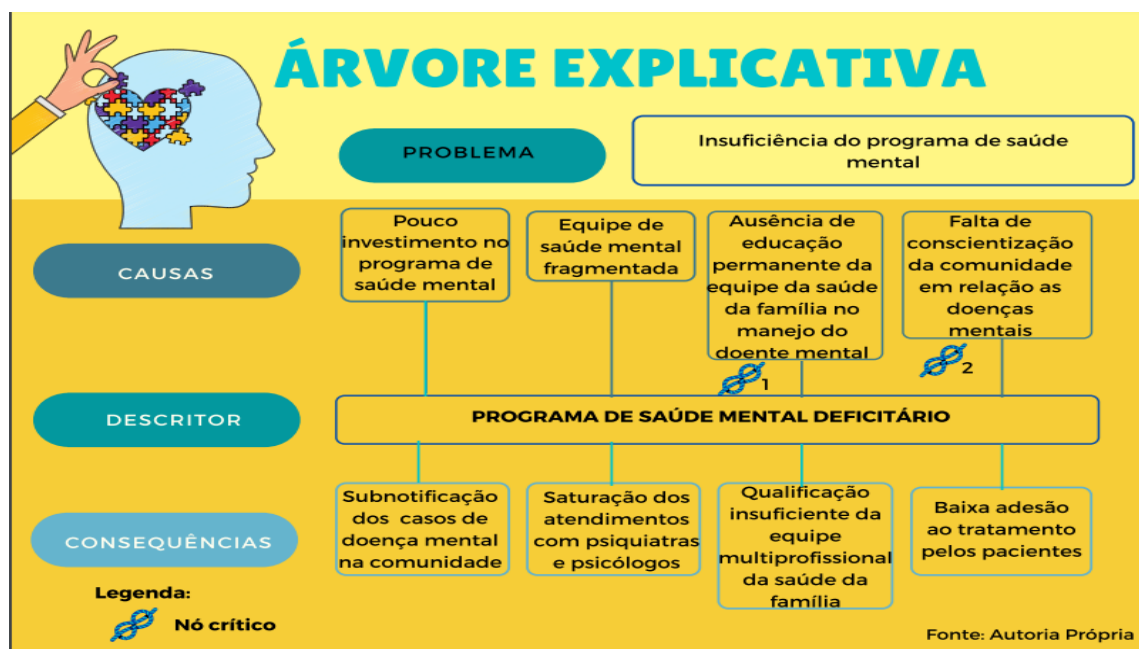 ÁRVORE EXPLICATIVA
PROBLEMA
Insuficiência do programa de saúde
mental
CAUSAS
Pouco
investimento no
programa de
saúde mental
Equipe de
saúde mental
fragmentada
Ausência de
educação
permanente da
equipe da saúde
da família no
manejo do
doente mental
Falta de
conscientização
da comunidade
em relação as
doenças
mentais
1
2
DESCRITOR
PROGRAMA DE SAÚDE MENTAL DEFICITÁRIO
CONSEQUÊNCIAS
Subnotificação
dos casos de
doença mental
na comunidade
Saturação dos
atendimentos
com psiquiatras
e psicólogos
Qualificação
insuficiente da
equipe
multiprofissional
da saúde da
família
Baixa adesão
ao tratamento
pelos pacientes
Legenda:
Nó crítico
Fonte: Autoria Própria